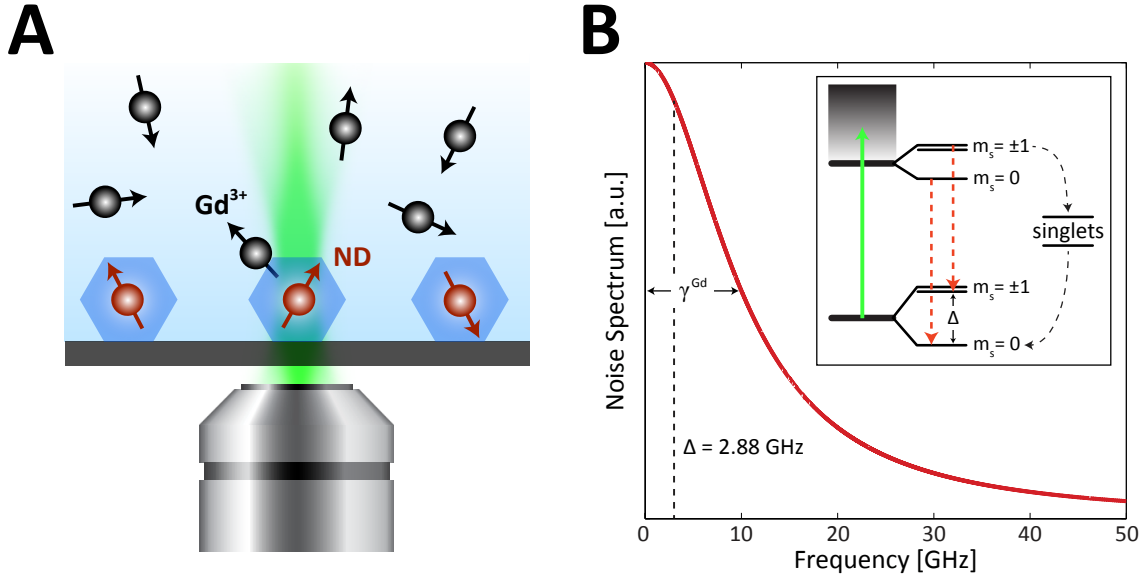 A
Gd³⁺
ND
B
Noise Spectrum [a.u.]
γᴳᵈ
Δ = 2.88 GHz
mₛ = ±1
mₛ = 0
singlets
mₛ = ±1
Δ
mₛ = 0
0
10
20
30
40
50
Frequency [GHz]